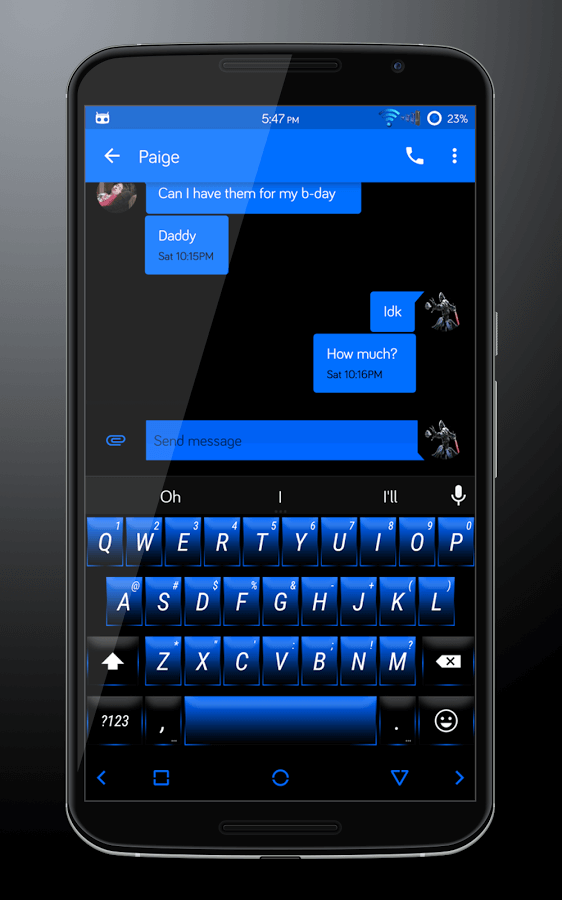 5:47 PM
23%
Paige
Can I have them for my b-day
Daddy
Sat 10:15PM
Idk
How much?
Sat 10:16PM
Send message
Oh I I'll
1 2 3 4 5 6 7 8 9 0
Q W E R T Y U I O P
@ # $ % & - + ( )
A S D F G H J K L
* " ' : ; ! ?
Z X C V B N M
?123 , ... . ...